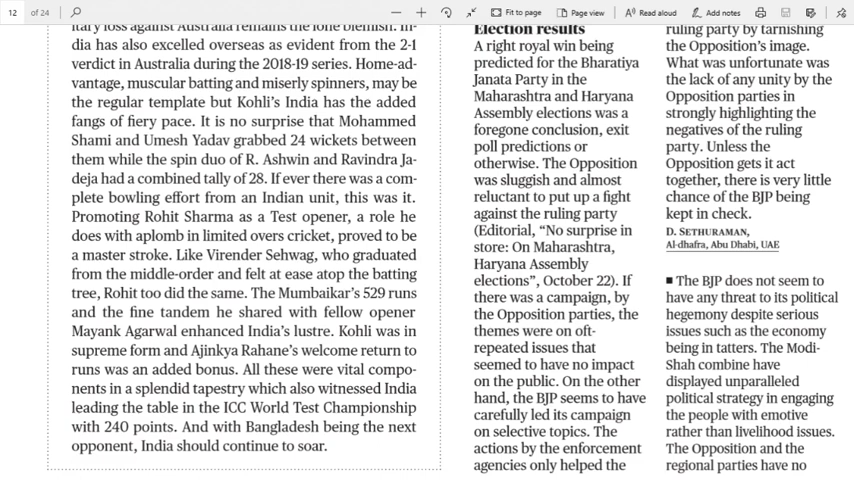 12 of 24
Fit to page
Page view
Read aloud
Add notes
itary loss against Australia remains the lone blemish. In-
dia has also excelled overseas as evident from the 2-1
verdict in Australia during the 2018-19 series. Home-ad-
vantage, muscular batting and miserly spinners, may be
the regular template but Kohli's India has the added
fangs of fiery pace. It is no surprise that Mohammed
Shami and Umesh Yadav grabbed 24 wickets between
them while the spin duo of R. Ashwin and Ravindra Ja-
deja had a combined tally of 28. If ever there was a com-
plete bowling effort from an Indian unit, this was it.
Promoting Rohit Sharma as a Test opener, a role he
does with aplomb in limited overs cricket, proved to be
a master stroke. Like Virender Sehwag, who graduated
from the middle-order and felt at ease atop the batting
tree, Rohit too did the same. The Mumbaikar's 529 runs
and the fine tandem he shared with fellow opener
Mayank Agarwal enhanced India's lustre. Kohli was in
supreme form and Ajinkya Rahane's welcome return to
runs was an added bonus. All these were vital compo-
nents in a splendid tapestry which also witnessed India
leading the table in the ICC World Test Championship
with 240 points. And with Bangladesh being the next
opponent, India should continue to soar.
Election results
A right royal win being
predicted for the Bharatiya
Janata Party in the
Maharashtra and Haryana
Assembly elections was a
foregone conclusion, exit
poll predictions or
otherwise. The Opposition
was sluggish and almost
reluctant to put up a fight
against the ruling party
(Editorial, “No surprise in
store: On Maharashtra,
Haryana Assembly
elections”, October 22). If
there was a campaign, by
the Opposition parties, the
themes were on oft-
repeated issues that
seemed to have no impact
on the public. On the other
hand, the BJP seems to have
carefully led its campaign
on selective topics. The
actions by the enforcement
agencies only helped the
ruling party by tarnishing
the Opposition's image.
What was unfortunate was
the lack of any unity by the
Opposition parties in
strongly highlighting the
negatives of the ruling
party. Unless the
Opposition gets it act
together, there is very little
chance of the BJP being
kept in check.
D. SETHURAMAN,
Al-dhafra, Abu Dhabi, UAE
■ The BJP does not seem to
have any threat to its political
hegemony despite serious
issues such as the economy
being in tatters. The Modi-
Shah combine have
displayed unparalleled
political strategy in engaging
the people with emotive
rather than livelihood issues.
The Opposition and the
regional parties have no